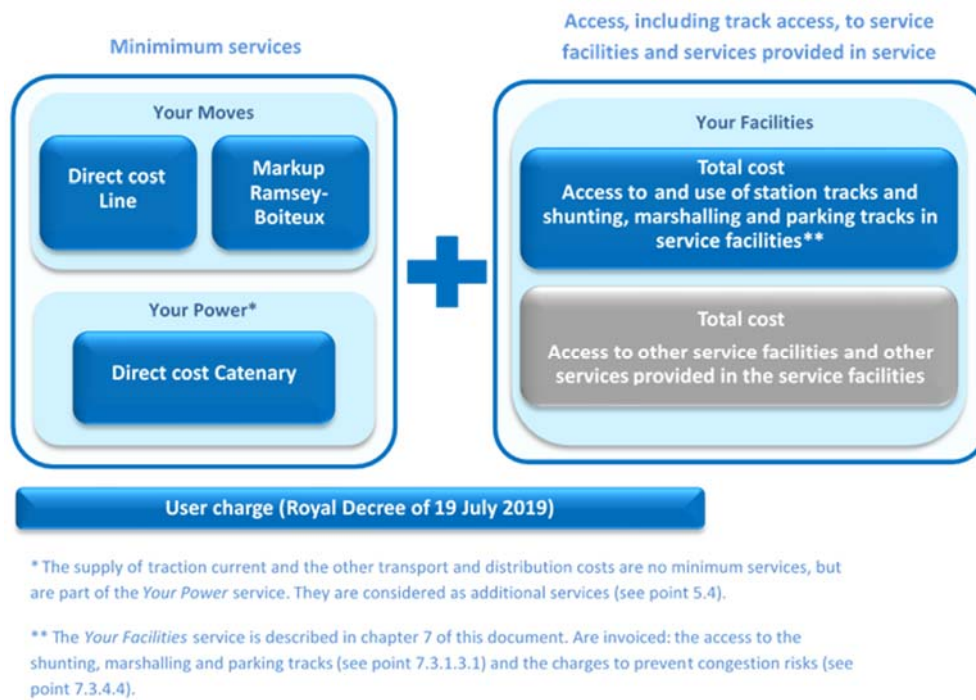 Minimimum services
Access, including track access, to service
facilities and services provided in service
Your Moves
Direct cost
Line
Markup
Ramsey-
Boiteux
Your Power*
Direct cost Catenary
Your Facilities
Total cost
Access to and use of station tracks and
shunting, marshalling and parking tracks in
service facilities**
Total cost
Access to other service facilities and other
services provided in the service facilities
User charge (Royal Decree of 19 July 2019)
* The supply of traction current and the other transport and distribution costs are no minimum services, but
are part of the Your Power service. They are considered as additional services (see point 5.4).
** The Your Facilities service is described in chapter 7 of this document. Are invoiced: the access to the
shunting, marshalling and parking tracks (see point 7.3.1.3.1) and the charges to prevent congestion risks (see
point 7.3.4.4).